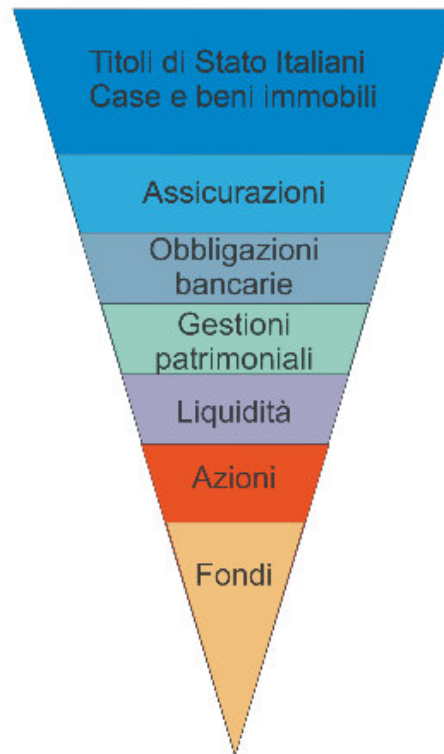 Titoli di Stato Italiani
Case e beni immobili
Assicurazioni
Obbligazioni
bancarie
Gestioni
patrimoniali
Liquidità
Azioni
Fondi